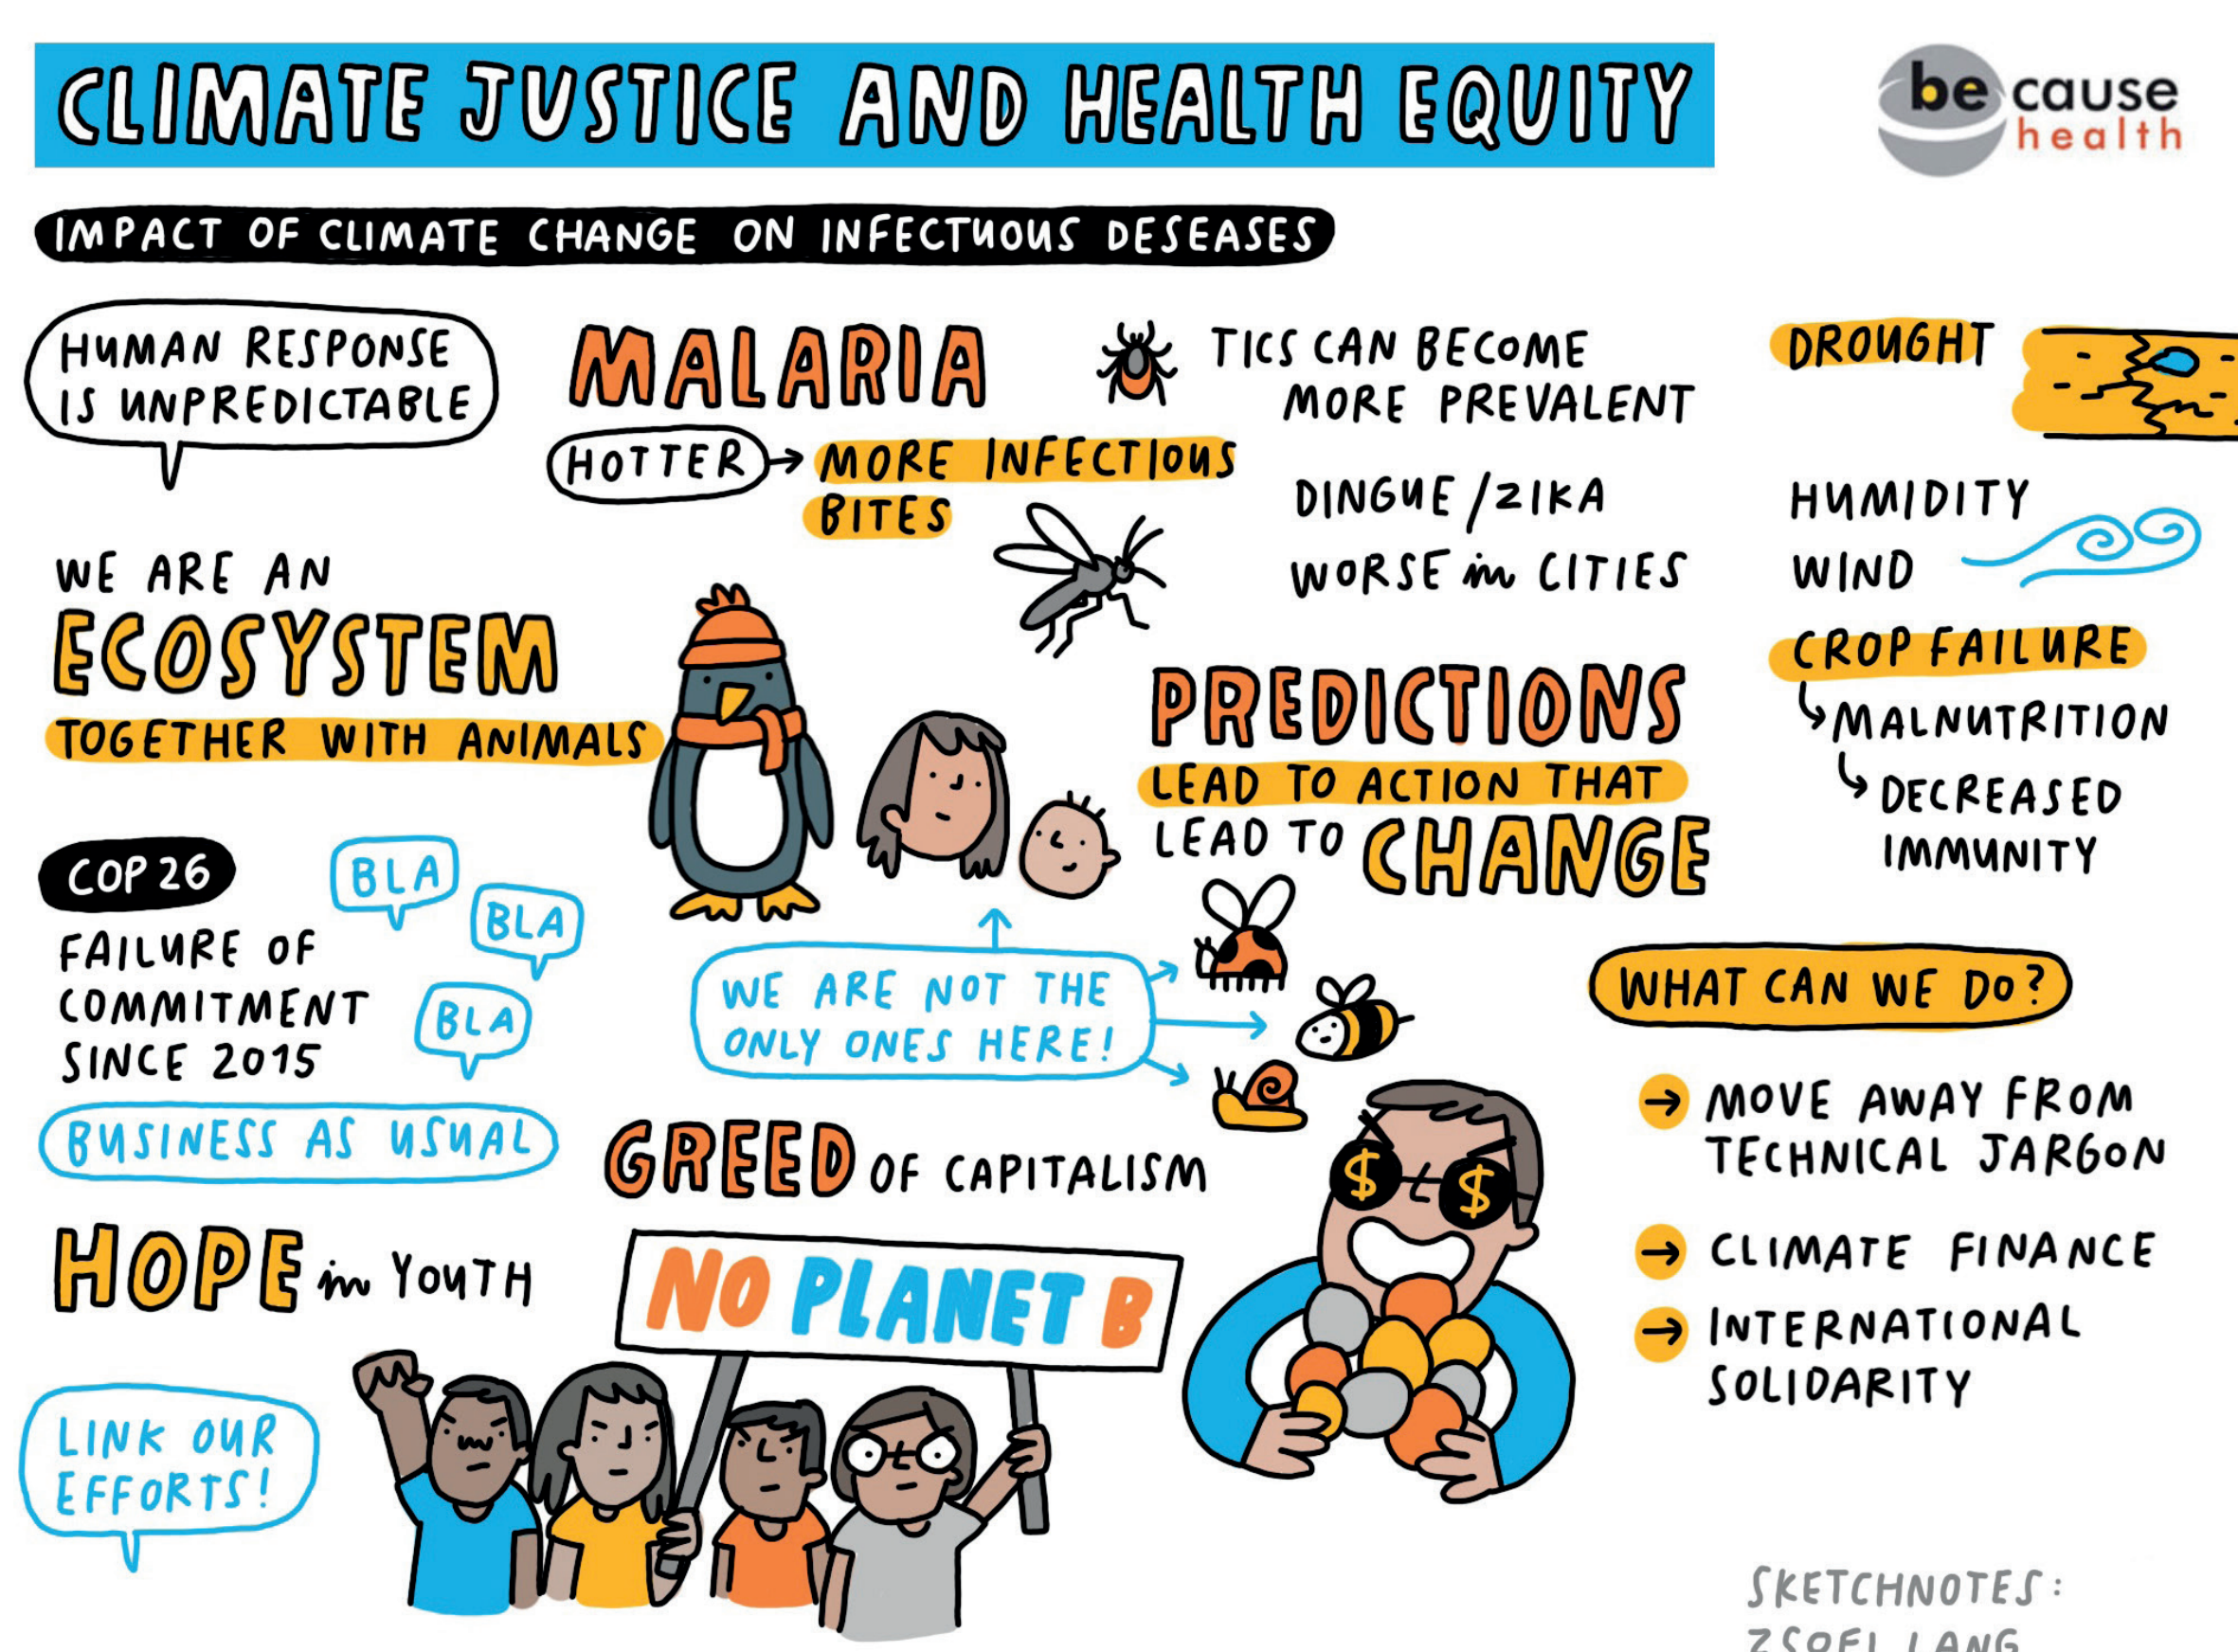 CLIMATE JUSTICE AND HEALTH EQUITY
be cause
health
IMPACT OF CLIMATE CHANGE ON INFECTUOUS DESEASES
HUMAN RESPONSE
IS UNPREDICTABLE
MALARIA
HOTTER → MORE INFECTIOUS
BITES
TICS CAN BECOME
MORE PREVALENT
DINGUE / ZIKA
WORSE in CITIES
DROUGHT
HUMIDITY
WIND
CROP FAILURE
MALNUTRITION
DECREASED
IMMUNITY
WE ARE AN
ECOSYSTEM
TOGETHER WITH ANIMALS
PREDICTIONS
LEAD TO ACTION THAT
LEAD TO CHANGE
COP 26
BLA
BLA
BLA
FAILURE OF
COMMITMENT
SINCE 2015
BUSINESS AS USUAL
WE ARE NOT THE
ONLY ONES HERE!
GREED OF CAPITALISM
$ $
WHAT CAN WE DO?
→ MOVE AWAY FROM
TECHNICAL JARGON
→ CLIMATE FINANCE
→ INTERNATIONAL
SOLIDARITY
HOPE in YOUTH
NO PLANET B
LINK OUR
EFFORTS!
SKETCHNOTES:
ZSOFI LANG